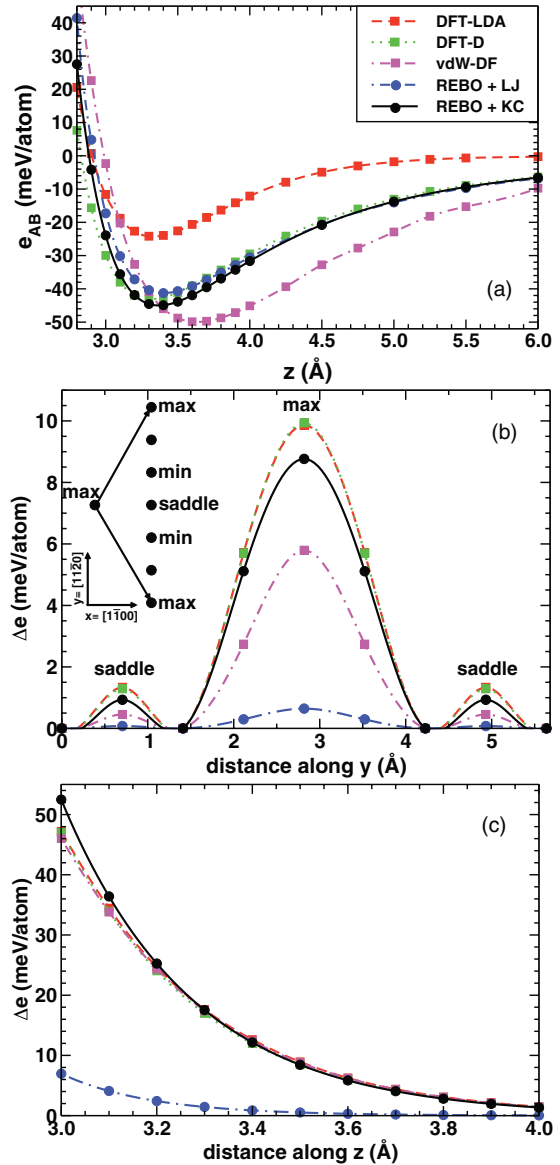 40
30
20
10
0
-10
-20
-30
-40
-50
e_AB (meV/atom)
DFT-LDA
DFT-D
vdW-DF
REBO + LJ
REBO + KC
(a)
3.0 3.5 4.0 4.5 5.0 5.5 6.0
z (Å)
10
8
6
4
2
0
Δe (meV/atom)
max
max
(b)
min
max
saddle
min
y= [112̄0]
max
x= [11̄00]
saddle
saddle
0 1 2 3 4 5
distance along y (Å)
50
40
30
20
10
0
Δe (meV/atom)
(c)
3.0 3.2 3.4 3.6 3.8 4.0
distance along z (Å)